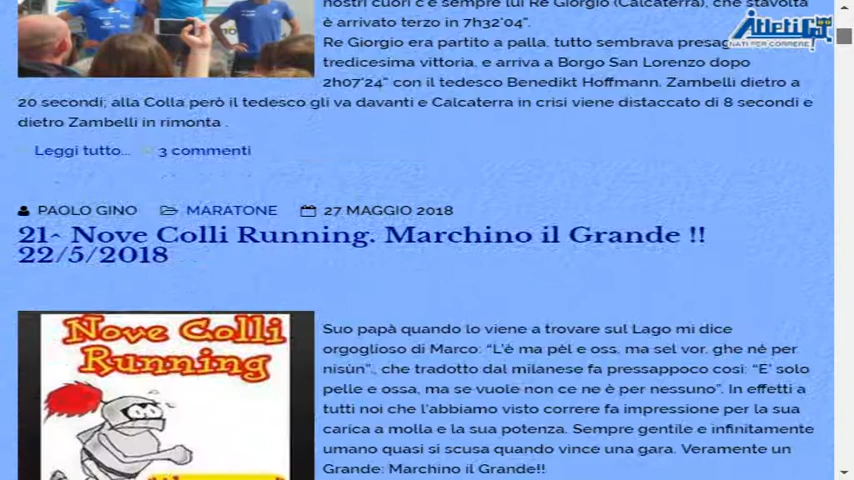 nostri cuori c'è sempre lui Re Giorgio (Calcaterra), che stavolta
è arrivato terzo in 7h32'04".
AtletiCal
NATI PER CORRERE
Re Giorgio era partito a palla, tutto sembrava presag
tredicesima vittoria, e arriva a Borgo San Lorenzo dopo
2h07'24" con il tedesco Benedikt Hoffmann. Zambelli dietro a
20 secondi; alla Colla però il tedesco gli va davanti e Calcaterra in crisi viene distaccato di 8 secondi e
dietro Zambelli in rimonta .
Leggi tutto... 3 commenti
PAOLO GINO MARATONE 27 MAGGIO 2018
21^ Nove Colli Running. Marchino il Grande !!
22/5/2018
Nove Colli
Running
Suo papà quando lo viene a trovare sul Lago mi dice
orgoglioso di Marco: "L'è ma pèl e oss, ma sel vor, ghe nè per
nisùn"., che tradotto dal milanese fa pressappoco così: "E' solo
pelle e ossa, ma se vuole non ce ne è per nessuno". In effetti a
tutti noi che l'abbiamo visto correre fa impressione per la sua
carica a molla e la sua potenza. Sempre gentile e infinitamente
umano quasi si scusa quando vince una gara. Veramente un
Grande: Marchino il Grande!!